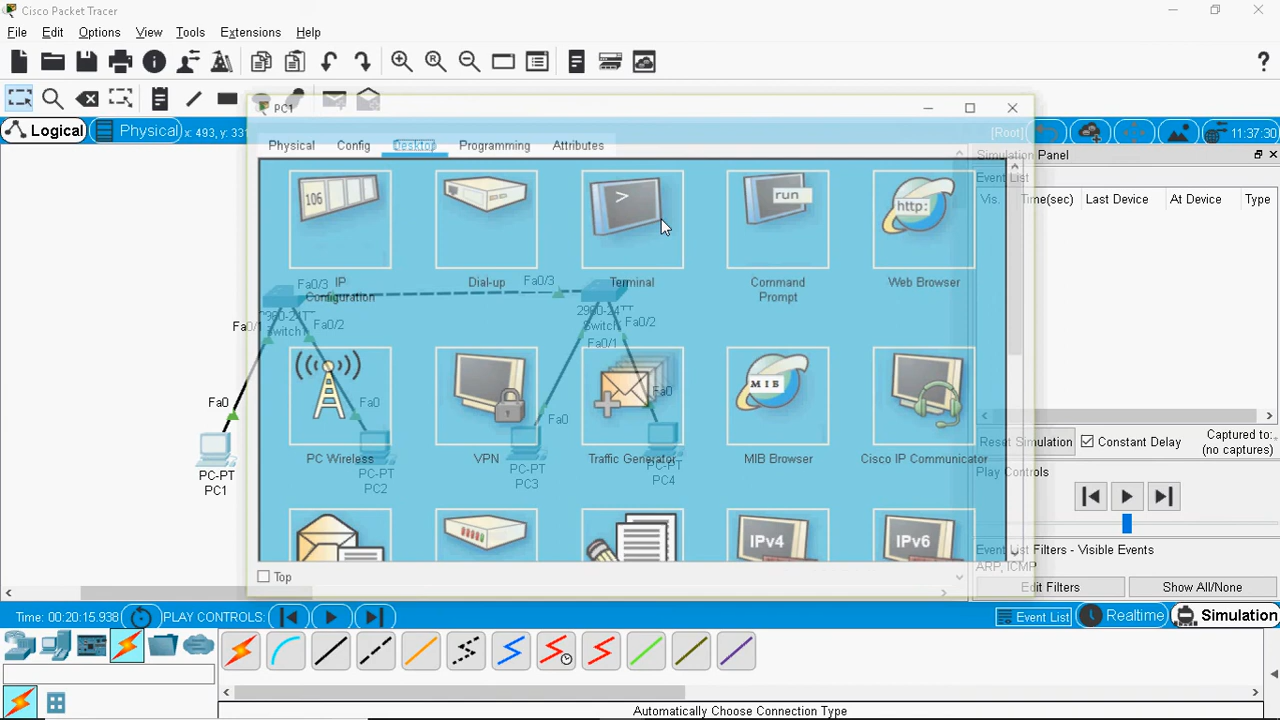 Cisco Packet Tracer
File Edit Options View Tools Extensions Help
Logical Physical x: 493, y: 331 [Root] 11:37:30
PC1
Physical Config Desktop Programming Attributes
Simulation Panel
Event List
Vis. Time(sec) Last Device At Device Type
106
>
run
http:
IP Configuration
Dial-up
Terminal
Command Prompt
Web Browser
Fa0/3 Fa0/3
2960-24TT
Switch
Fa0/1 Fa0/2
2960-24TT
Switch
Fa0/2
Fa0/1
MIB
Fa0 Fa0 Fa0 Fa0
PC Wireless
VPN
Traffic Generator
MIB Browser
Cisco IP Communicator
PC-PT
PC1
PC-PT
PC2
PC-PT
PC3
PC-PT
PC4
IPv4
IPv6
Top
Reset Simulation Constant Delay Captured to:
(no captures)
Play Controls
Event List Filters - Visible Events
ARP, ICMP
Edit Filters Show All/None
Time: 00:20:15.938 PLAY CONTROLS: Event List Realtime Simulation
Automatically Choose Connection Type